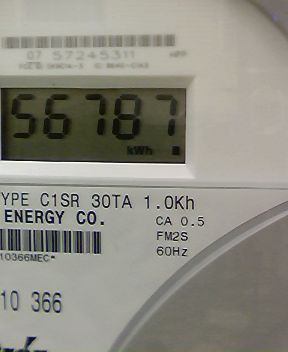 07 57245311
56787
kWh
YPE C1SR 30TA 1.0Kh
ENERGY CO.
CA 0.5
FM2S
60Hz
10366MEC*
10 366